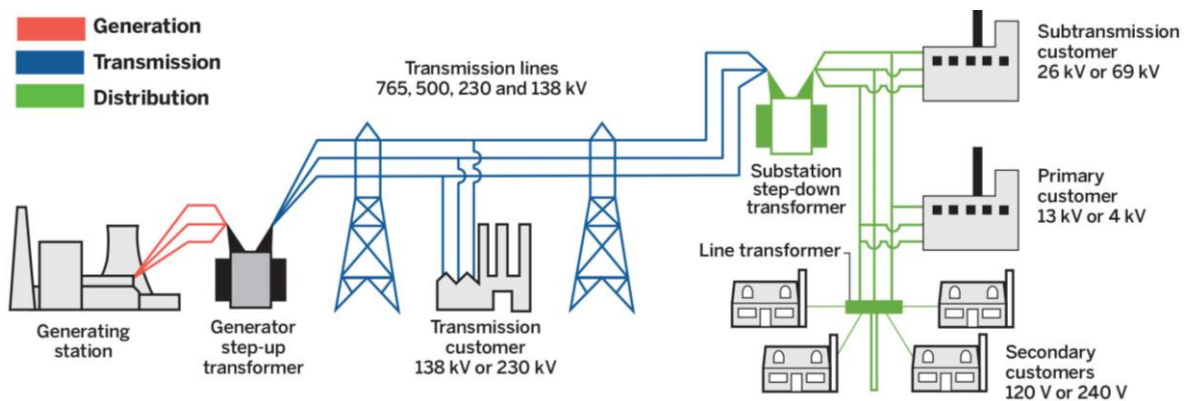 Generation
Transmission
Distribution
Transmission lines
765, 500, 230 and 138 kV
Subtransmission
customer
26 kV or 69 kV
Substation
step-down
transformer
Primary
customer
13 kV or 4 kV
Line transformer
Generating
station
Generator
step-up
transformer
Transmission
customer
138 kV or 230 kV
Secondary
customers
120 V or 240 V